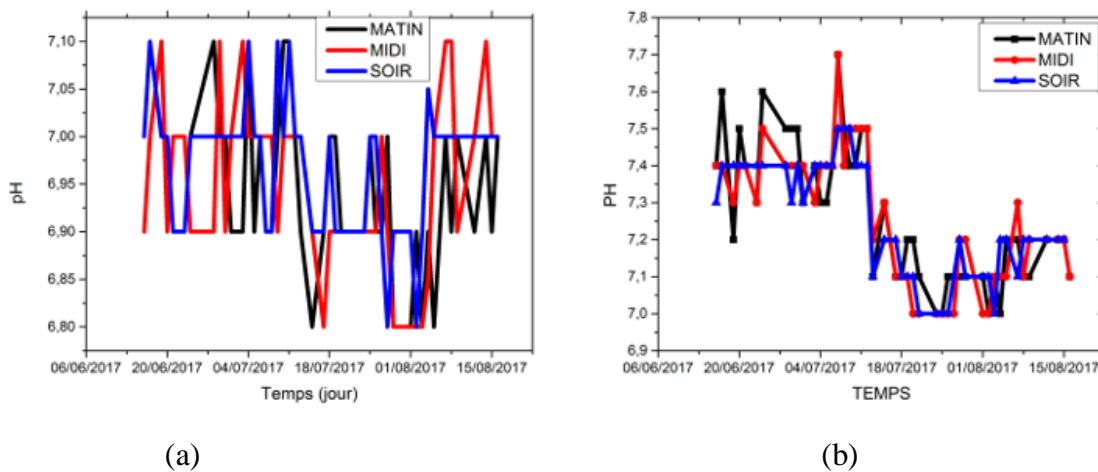 7,10
7,05
7,00
6,95
6,90
6,85
6,80
pH
MATIN
MIDI
SOIR
06/06/2017 20/06/2017 04/07/2017 18/07/2017 01/08/2017 15/08/2017
Temps (jour)
(a)
7,8
7,7
7,6
7,5
7,4
7,3
7,2
7,1
7,0
6,9
PH
MATIN
MIDI
SOIR
06/06/2017 20/06/2017 04/07/2017 18/07/2017 01/08/2017 15/08/2017
TEMPS
(b)